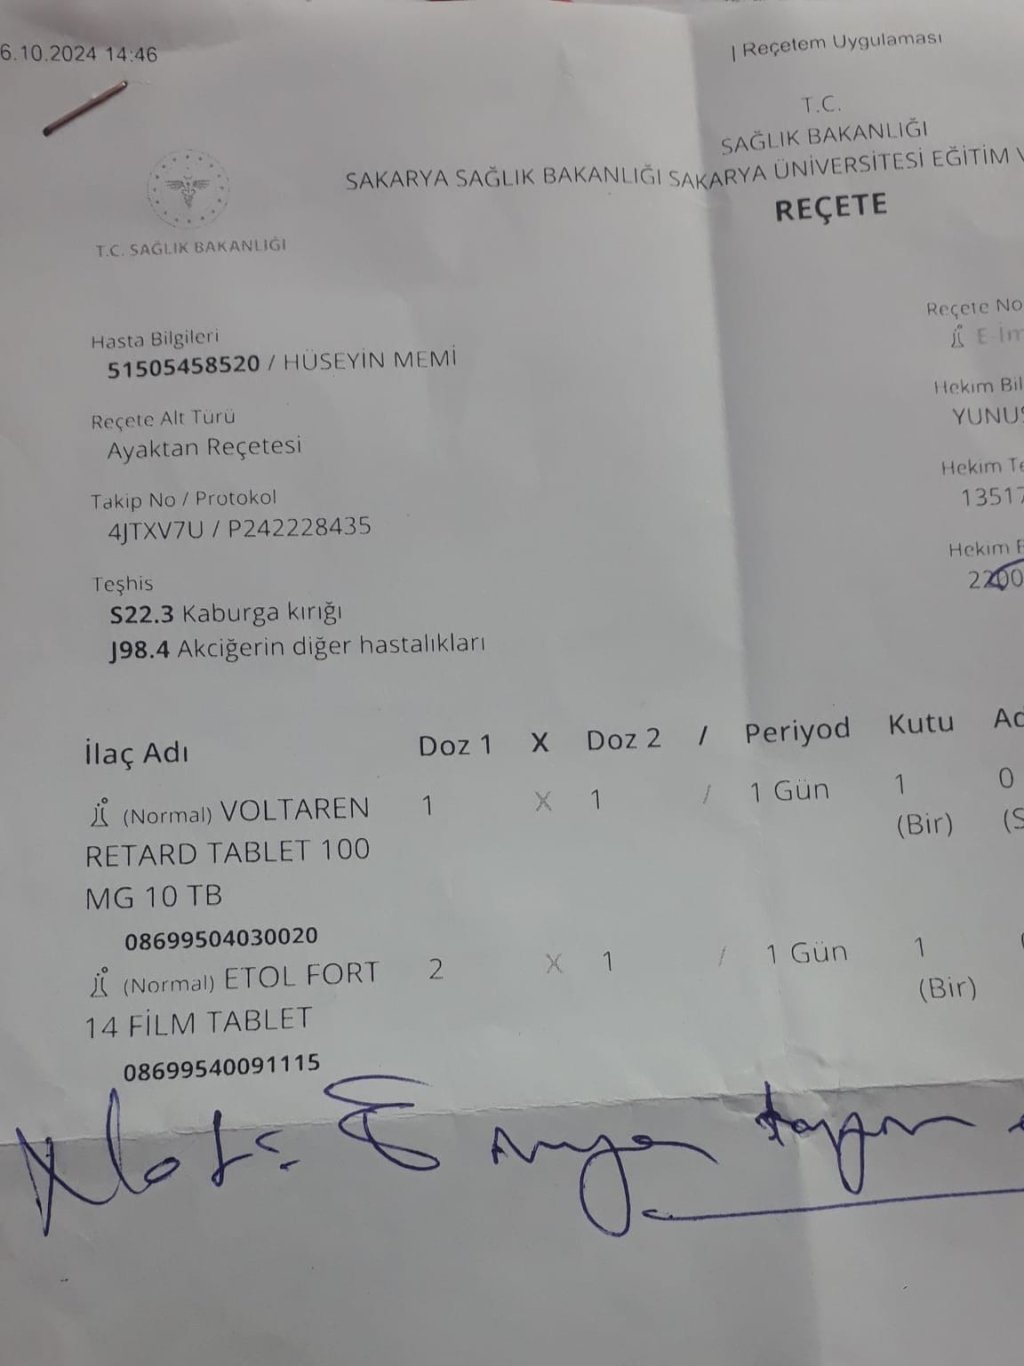 6.10.2024 14:46
| Reçetem Uygulaması
T.C.
SAĞLIK BAKANLIĞI
SAKARYA SAĞLIK BAKANLIĞI SAKARYA ÜNİVERSİTESİ EĞİTİM V
REÇETE
T.C. SAĞLIK BAKANLIĞI
Hasta Bilgileri
51505458520 / HÜSEYİN MEMİ
Reçete Alt Türü
Ayaktan Reçetesi
Takip No / Protokol
4JTXV7U / P242228435
Teşhis
S22.3 Kaburga kırığı
J98.4 Akciğerin diğer hastalıkları
Reçete No
E-İm
Hekim Bil
YUNUS
Hekim Te
13517
Hekim
2200
İlaç Adı Doz 1 X Doz 2 / Periyod Kutu Ad
(Normal) VOLTAREN 1 X 1 / 1 Gün 1 0
RETARD TABLET 100 (Bir) (S
MG 10 TB
08699504030020
(Normal) ETOL FORT 2 X 1 / 1 Gün 1
14 FİLM TABLET (Bir)
08699540091115